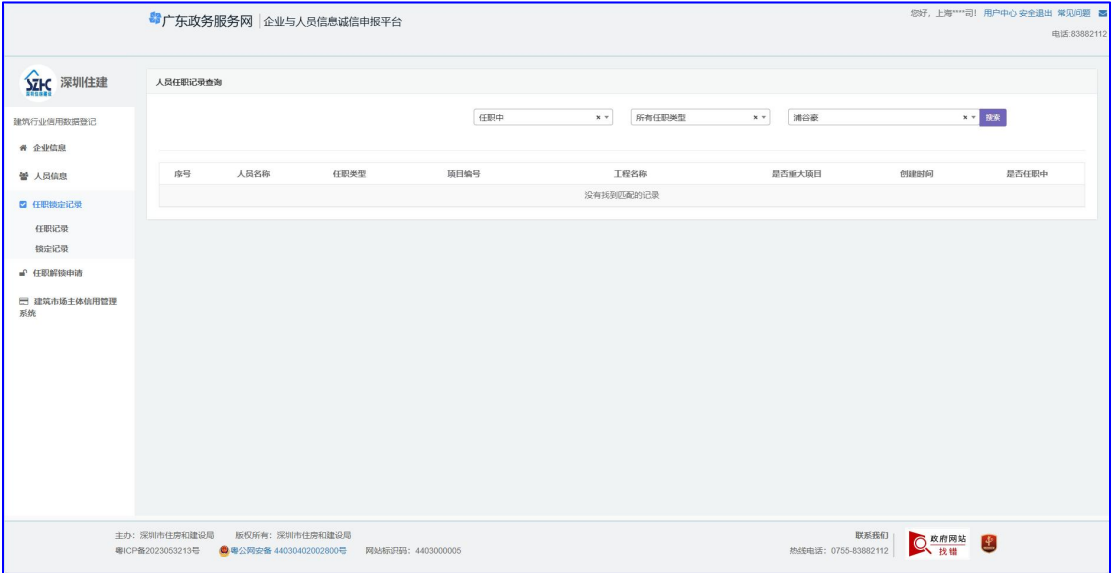 您好，上海****司! 用户中心 安全退出 常见问题
广东政务服务网 企业与人员信息诚信申报平台
电话:83882112
深圳住建
人员任职记录查询
建筑行业信用数据登记
任职中 × 所有任职类型 × 浦谷豪 × 搜索
企业信息
人员信息
序号 人员名称 任职类型 项目编号 工程名称 是否重大项目 创建时间 是否任职中
没有找到匹配的记录
任职锁定记录
任职记录
锁定记录
任职解锁申请
建筑市场主体信用管理
系统
主办：深圳市住房和建设局 版权所有：深圳市住房和建设局
粤ICP备2023053213号 粤公网安备 44030402002800号 网站标识码：4403000005
联系我们
热线电话：0755-83882112
政府网站
找错